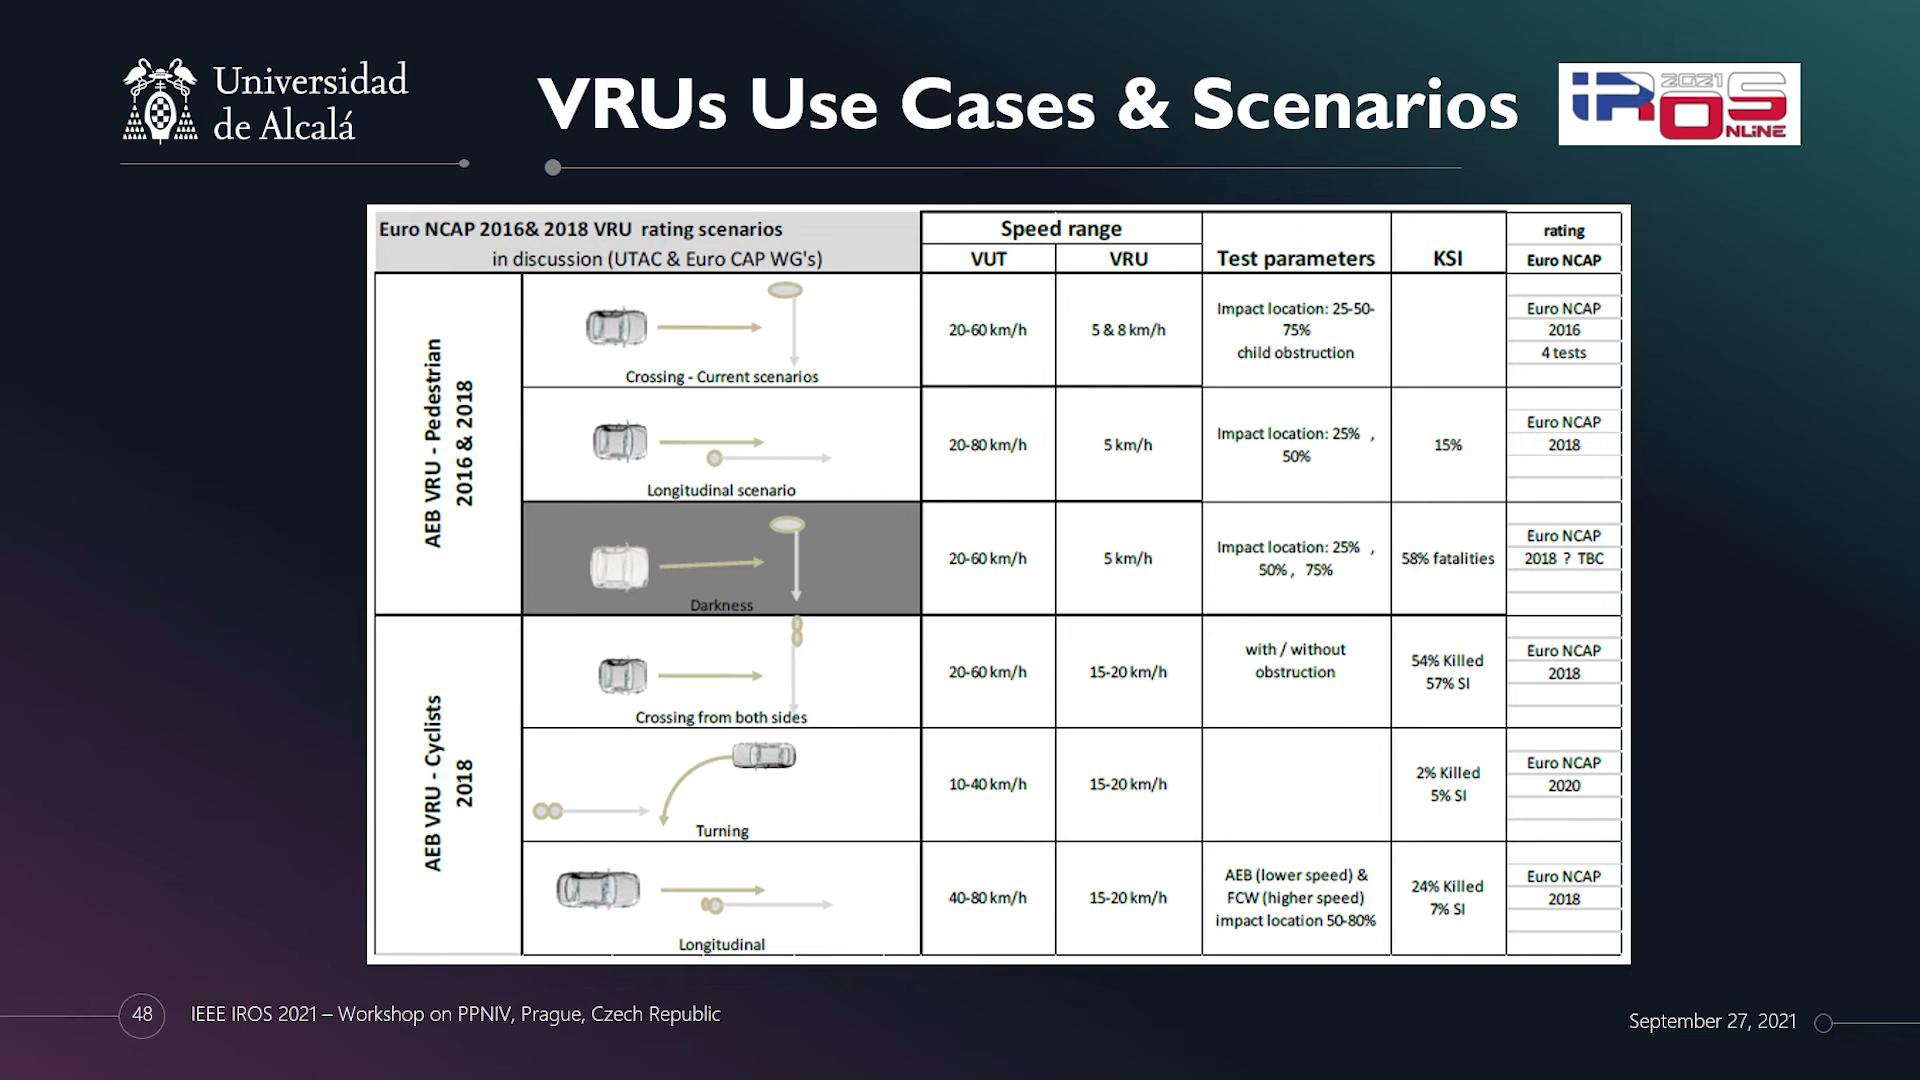 Universidad
de Alcalá
VRUs Use Cases & Scenarios
2021
IROS
ONLINE
Euro NCAP 2016& 2018 VRU rating scenarios
in discussion (UTAC & Euro CAP WG's)
Speed range
VUT
VRU
Test parameters
KSI
rating
Euro NCAP
AEB VRU - Pedestrian
2016 & 2018
Crossing - Current scenarios
20-60 km/h
5 & 8 km/h
Impact location: 25-50-
75%
child obstruction
Euro NCAP
2016
4 tests
Longitudinal scenario
20-80 km/h
5 km/h
Impact location: 25% ,
50%
15%
Euro NCAP
2018
Darkness
20-60 km/h
5 km/h
Impact location: 25% ,
50% , 75%
58% fatalities
Euro NCAP
2018 ? TBC
AEB VRU - Cyclists
2018
Crossing from both sides
20-60 km/h
15-20 km/h
with / without
obstruction
54% Killed
57% SI
Euro NCAP
2018
Turning
10-40 km/h
15-20 km/h
2% Killed
5% SI
Euro NCAP
2020
Longitudinal
40-80 km/h
15-20 km/h
AEB (lower speed) &
FCW (higher speed)
impact location 50-80%
24% Killed
7% SI
Euro NCAP
2018
48
IEEE IROS 2021 – Workshop on PPNIV, Prague, Czech Republic
September 27, 2021